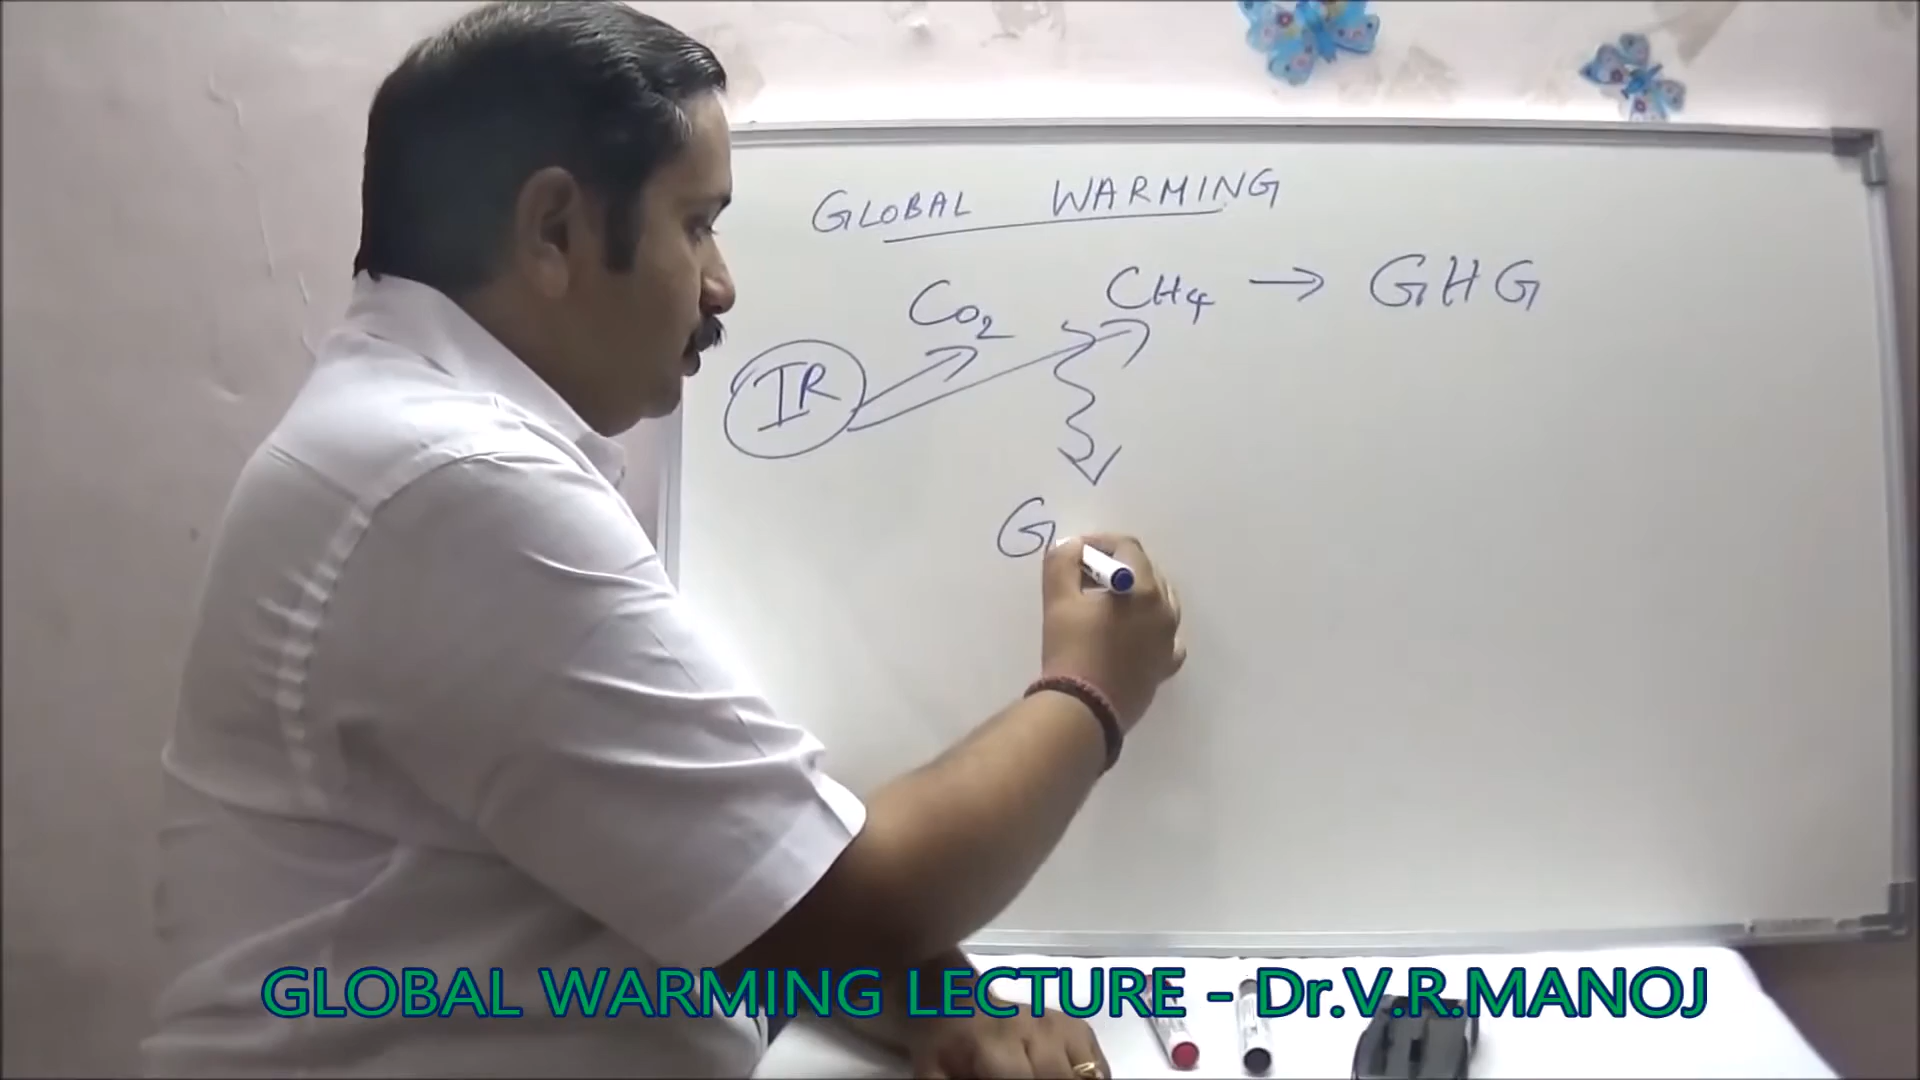 GLOBAL WARMING
CO2 CH4 → GHG
IR
G
GLOBAL WARMING LECTURE - Dr.V.R.MANOJ